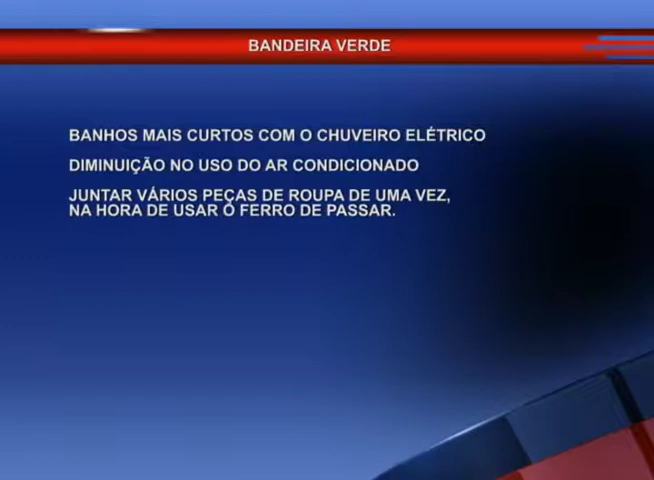 BANDEIRA VERDE
BANHOS MAIS CURTOS COM O CHUVEIRO ELÉTRICO
DIMINUIÇÃO NO USO DO AR CONDICIONADO
JUNTAR VÁRIOS PEÇAS DE ROUPA DE UMA VEZ,
NA HORA DE USAR O FERRO DE PASSAR.